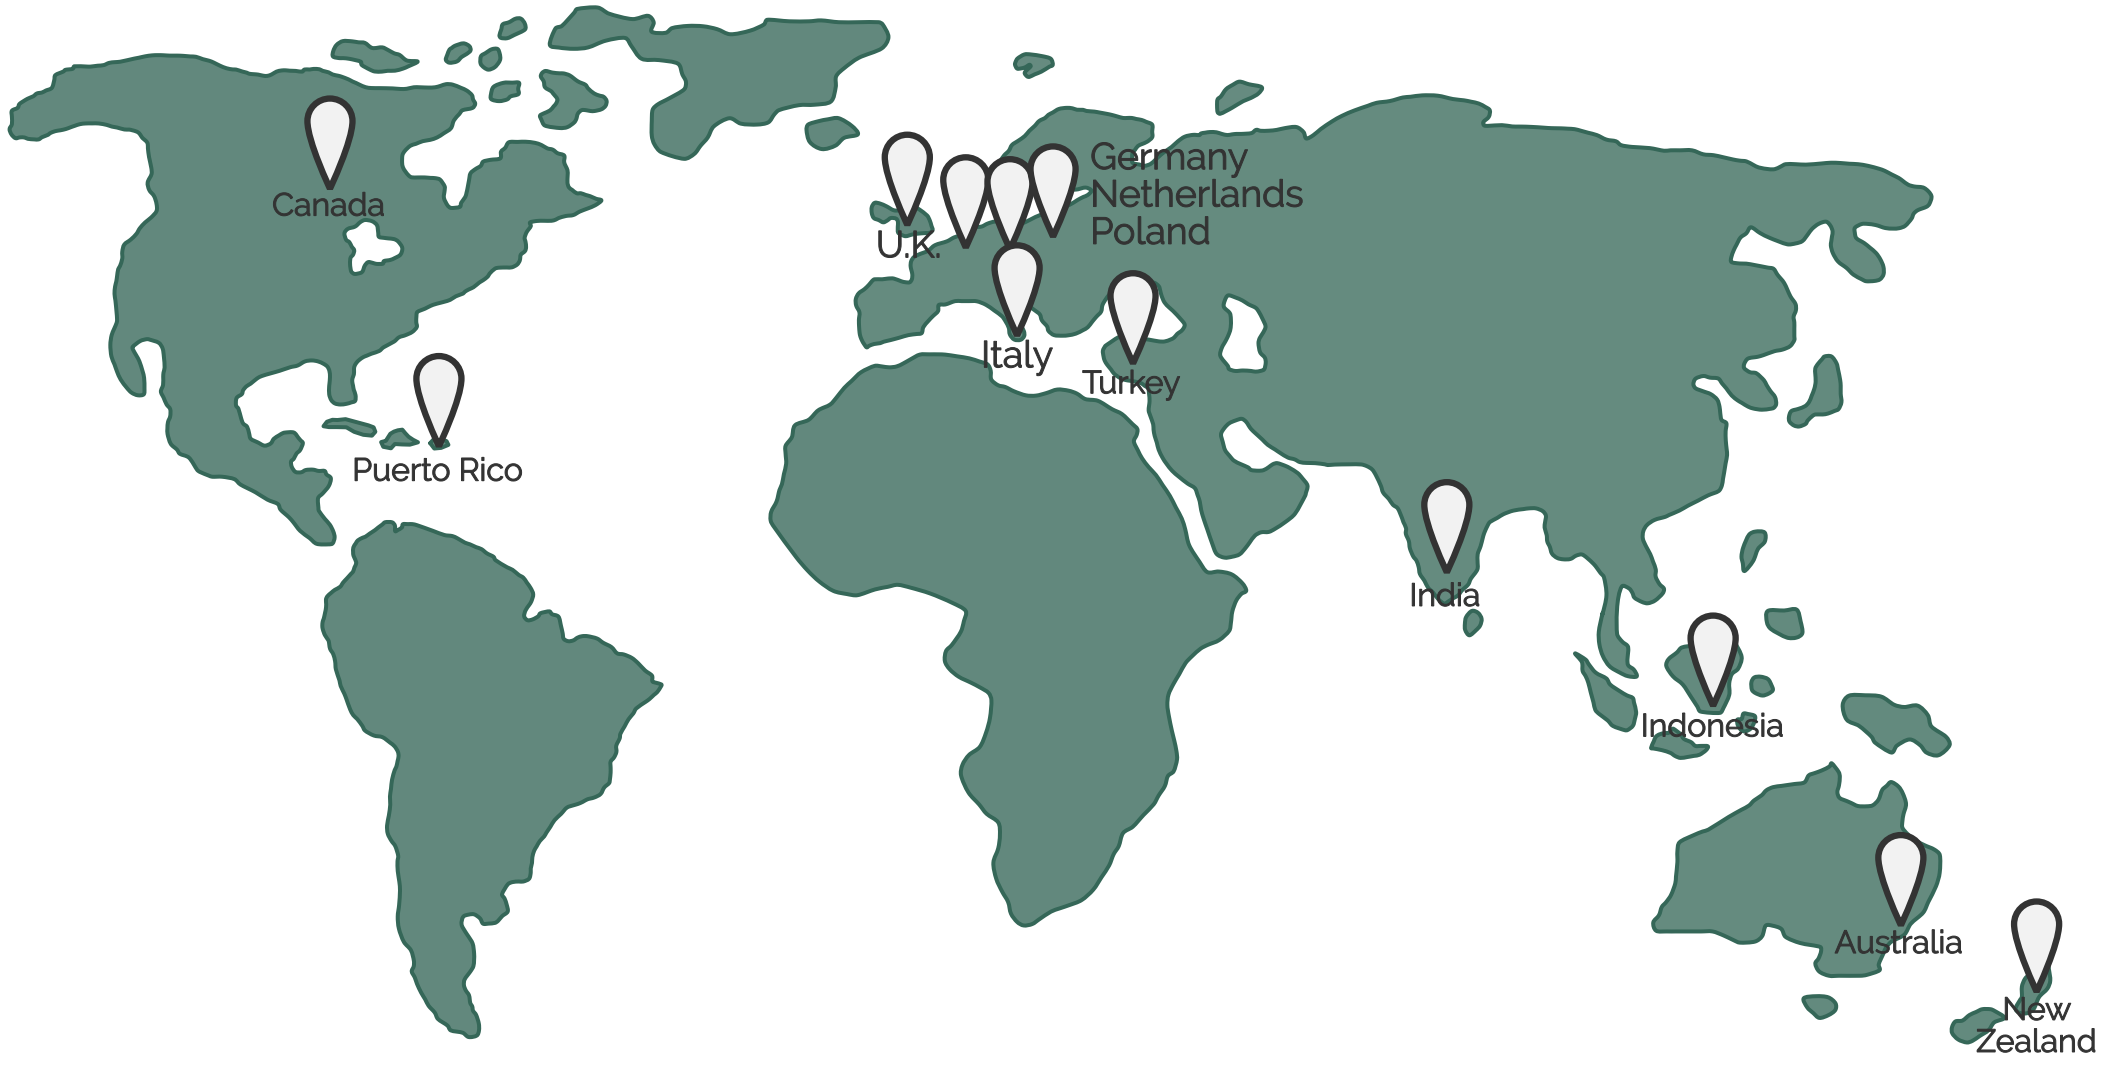 Canada
Germany
Netherlands
Poland
U.K.
Italy
Turkey
Puerto Rico
India
Indonesia
Australia
New
Zealand